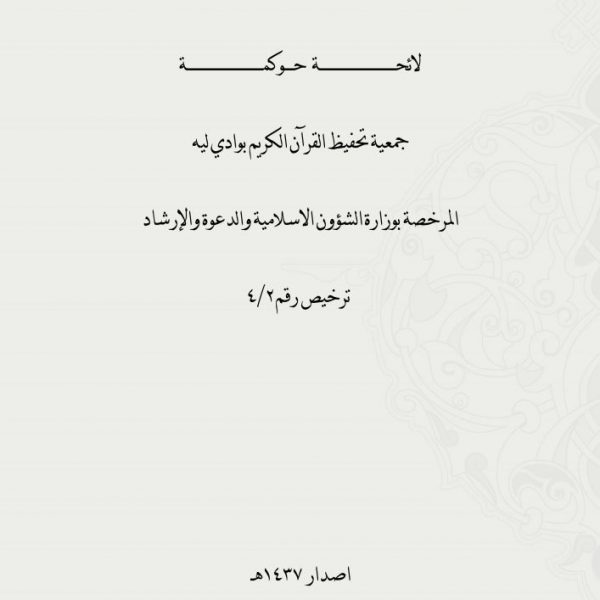 لائحة حوكمة
جمعية تحفيظ القرآن الكريم بوادي ليه
المرخصة بوزارة الشؤون الاسلامية والدعوة والإرشاد
ترخيص رقم ٤/٢
اصدار ١٤٣٧هـ